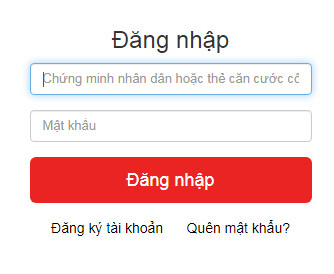 Đăng nhập
Chứng minh nhân dân hoặc thẻ căn cước cô
Mật khẩu
Đăng nhập
Đăng ký tài khoản Quên mật khẩu?